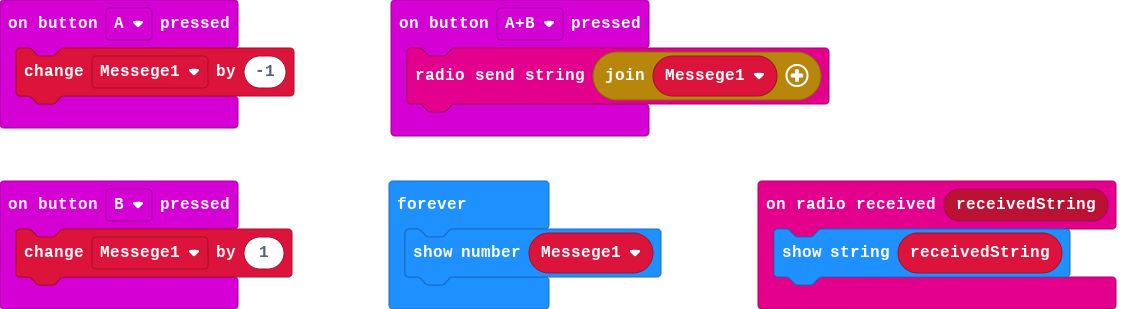 on button A pressed
change Messege1 by -1
on button A+B pressed
radio send string join Messege1
on button B pressed
change Messege1 by 1
forever
show number Messege1
on radio received receivedString
show string receivedString